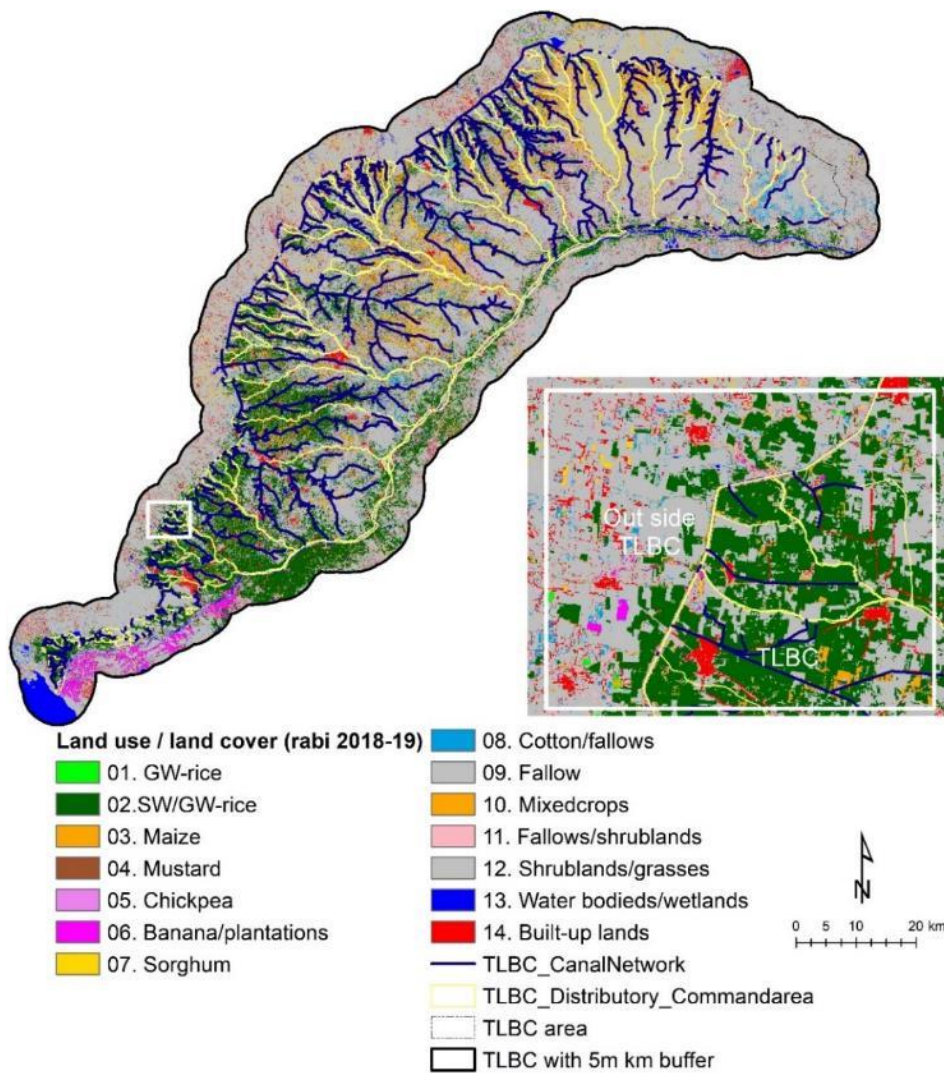 Out side
TLBC
TLBC
Land use / land cover (rabi 2018-19)
01. GW-rice
02.SW/GW-rice
03. Maize
04. Mustard
05. Chickpea
06. Banana/plantations
07. Sorghum
08. Cotton/fallows
09. Fallow
10. Mixedcrops
11. Fallows/shrublands
12. Shrublands/grasses
13. Water bodieds/wetlands
14. Built-up lands
TLBC_CanalNetwork
TLBC_Distributory_Commandarea
TLBC area
TLBC with 5m km buffer
N
0 5 10 20 km